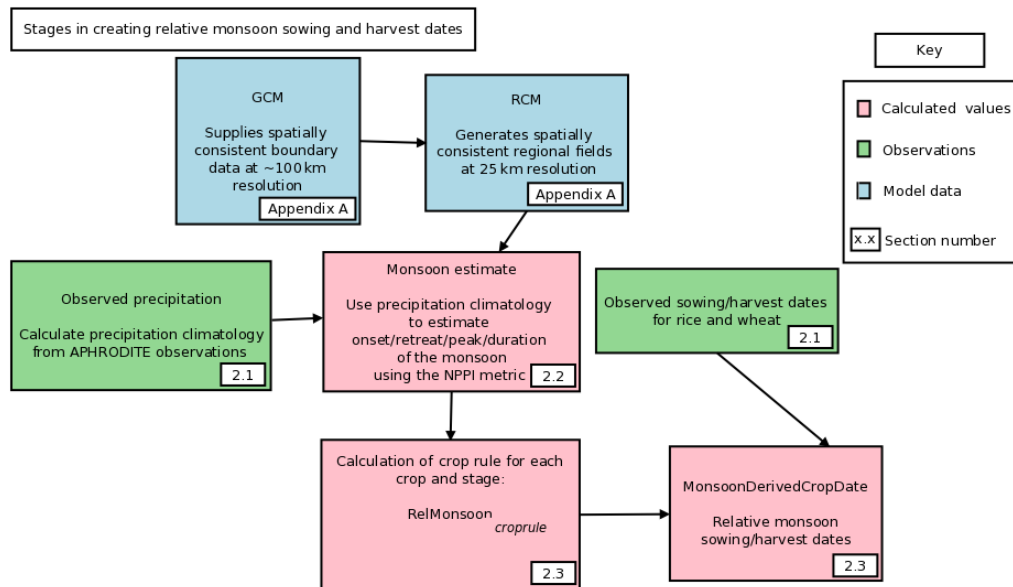 Stages in creating relative monsoon sowing and harvest dates
Key
GCM
Supplies spatially
consistent boundary
data at ~100 km
resolution
Appendix A
RCM
Generates spatially
consistent regional fields
at 25 km resolution
Appendix A
Calculated values
Observations
Model data
x.x Section number
Observed precipitation
Calculate precipitation climatology
from APHRODITE observations
2.1
Monsoon estimate
Use precipitation climatology
to estimate
onset/retreat/peak/duration
of the monsoon
using the NPPI metric
2.2
Observed sowing/harvest dates
for rice and wheat
2.1
Calculation of crop rule for each
crop and stage:
RelMonsoon croprule
2.3
MonsoonDerivedCropDate
Relative monsoon
sowing/harvest dates
2.3